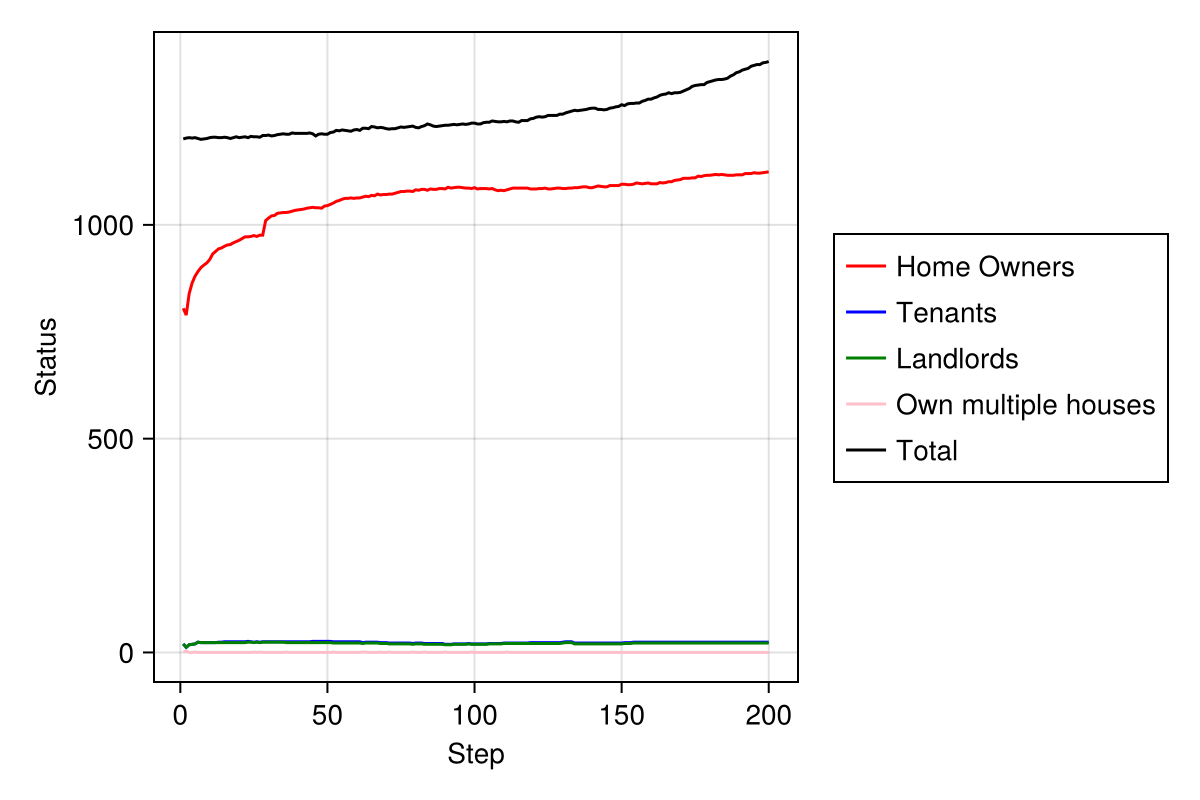 1000
500
0
0
50
100
150
200
Status
Step
Home Owners
Tenants
Landlords
Own multiple houses
Total